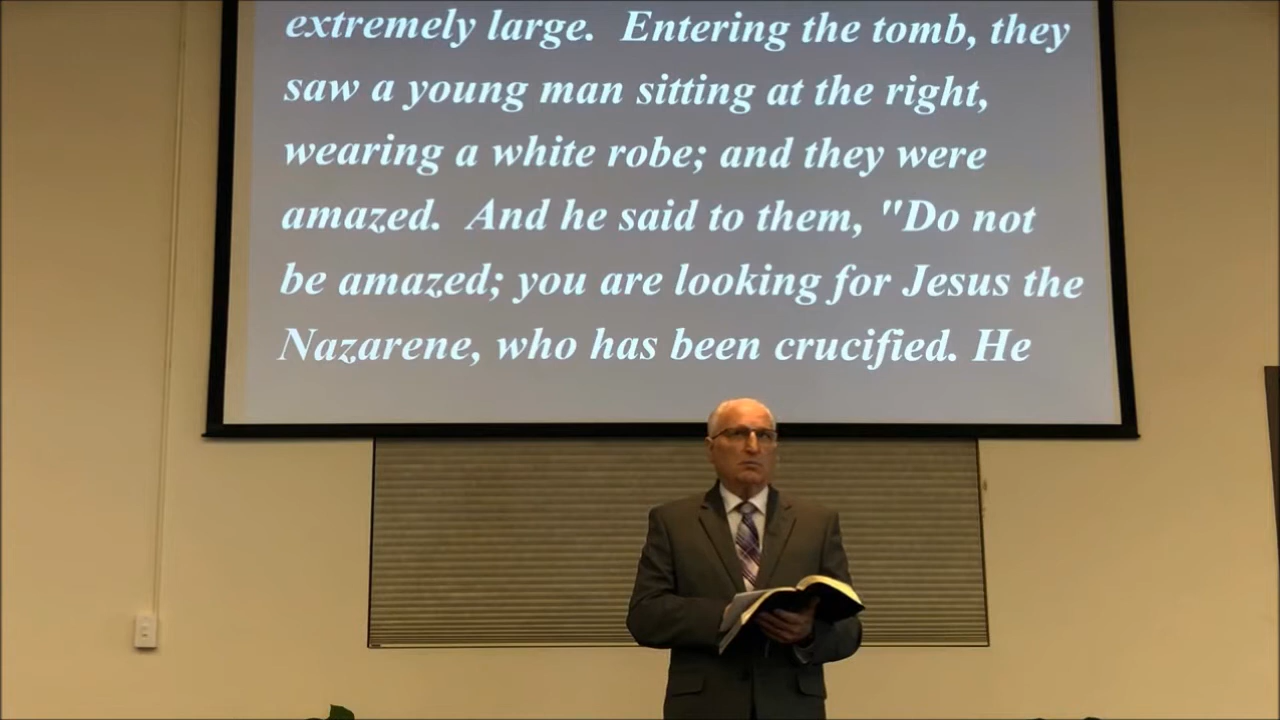 extremely large. Entering the tomb, they
saw a young man sitting at the right,
wearing a white robe; and they were
amazed. And he said to them, "Do not
be amazed; you are looking for Jesus the
Nazarene, who has been crucified. He